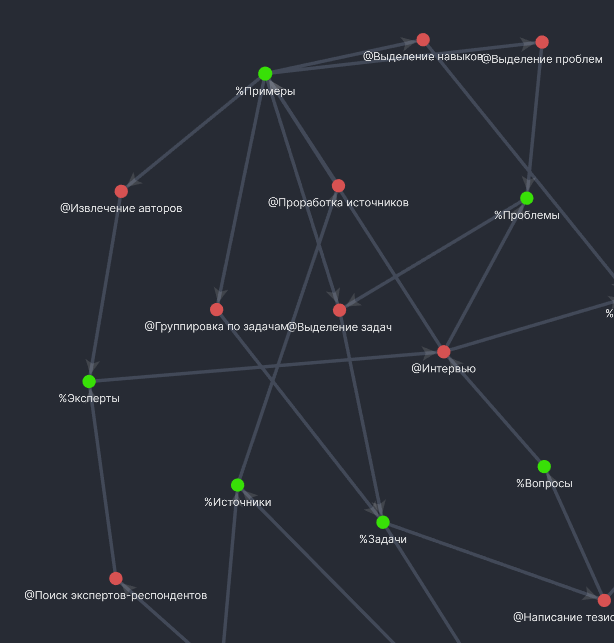 @Выделение навыков
@Выделение проблем
%Примеры
@Извлечение авторов
@Проработка источников
%Проблемы
%
@Группировка по задачам
@Выделение задач
@Интервью
%Эксперты
%Вопросы
%Источники
%Задачи
@Поиск экспертов-респондентов
@Написание тезис